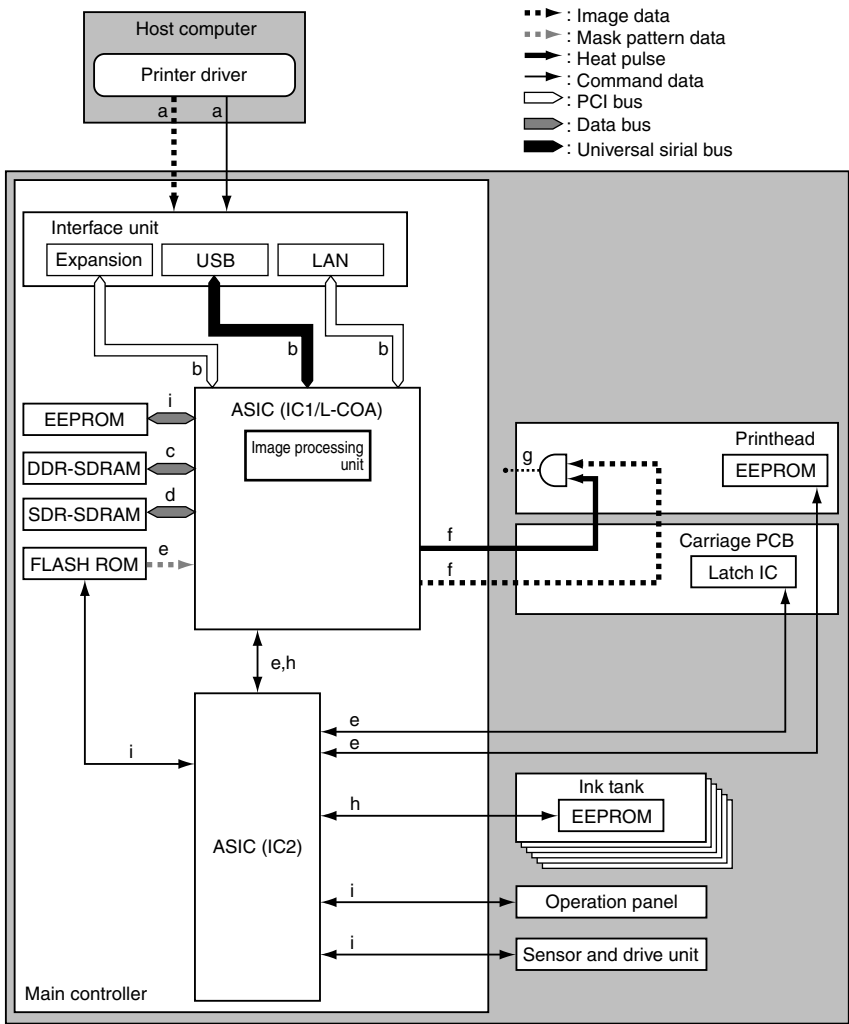 Host computer
Printer driver
a
a
: Image data
: Mask pattern data
: Heat pulse
: Command data
: PCI bus
: Data bus
: Universal sirial bus
Interface unit
Expansion
USB
LAN
b
b
b
ASIC (IC1/L-COA)
Image processing
unit
EEPROM
i
DDR-SDRAM
c
SDR-SDRAM
d
FLASH ROM
e
f
f
g
Printhead
EEPROM
Carriage PCB
Latch IC
e,h
i
ASIC (IC2)
e
e
h
Ink tank
EEPROM
i
Operation panel
i
Sensor and drive unit
Main controller